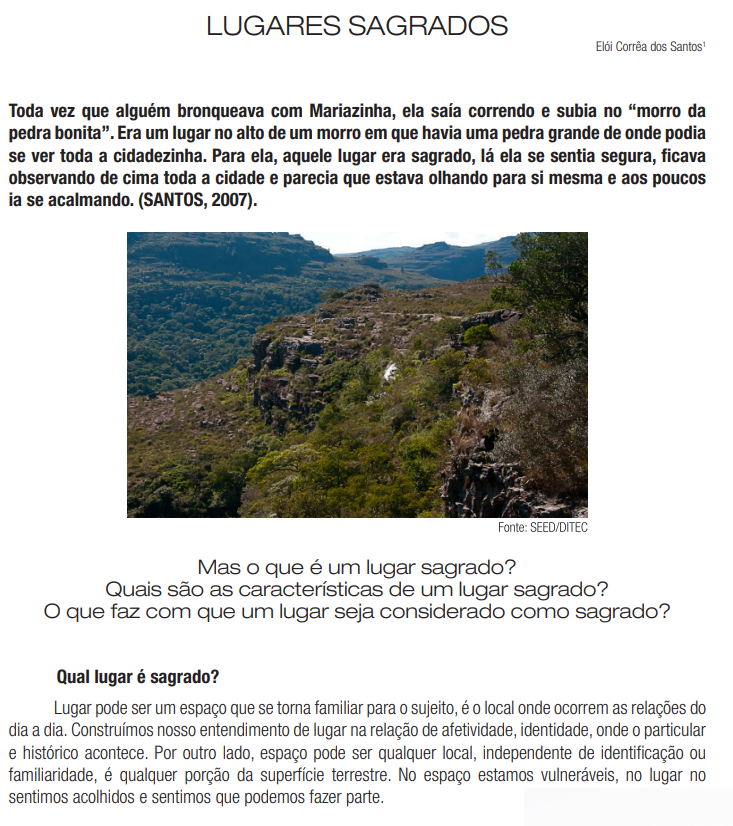 LUGARES SAGRADOS
Elói Corrêa dos Santos¹
Toda vez que alguém bronqueava com Mariazinha, ela saía correndo e subia no “morro da
pedra bonita”. Era um lugar no alto de um morro em que havia uma pedra grande de onde podia
se ver toda a cidadezinha. Para ela, aquele lugar era sagrado, lá ela se sentia segura, ficava
observando de cima toda a cidade e parecia que estava olhando para si mesma e aos poucos
ia se acalmando. (SANTOS, 2007).
Fonte: SEED/DITEC
Mas o que é um lugar sagrado?
Quais são as características de um lugar sagrado?
O que faz com que um lugar seja considerado como sagrado?
Qual lugar é sagrado?
Lugar pode ser um espaço que se torna familiar para o sujeito, é o local onde ocorrem as relações do
dia a dia. Construímos nosso entendimento de lugar na relação de afetividade, identidade, onde o particular
e histórico acontece. Por outro lado, espaço pode ser qualquer local, independente de identificação ou
familiaridade, é qualquer porção da superfície terrestre. No espaço estamos vulneráveis, no lugar no
sentimos acolhidos e sentimos que podemos fazer parte.